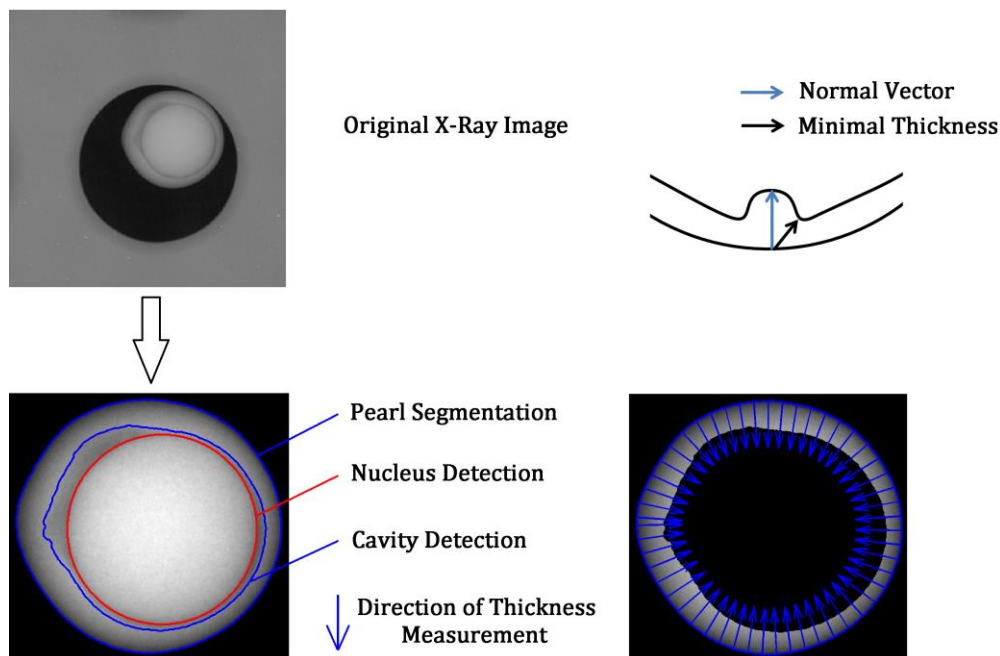 Original X-Ray Image
Normal Vector
Minimal Thickness
Pearl Segmentation
Nucleus Detection
Cavity Detection
Direction of Thickness
Measurement